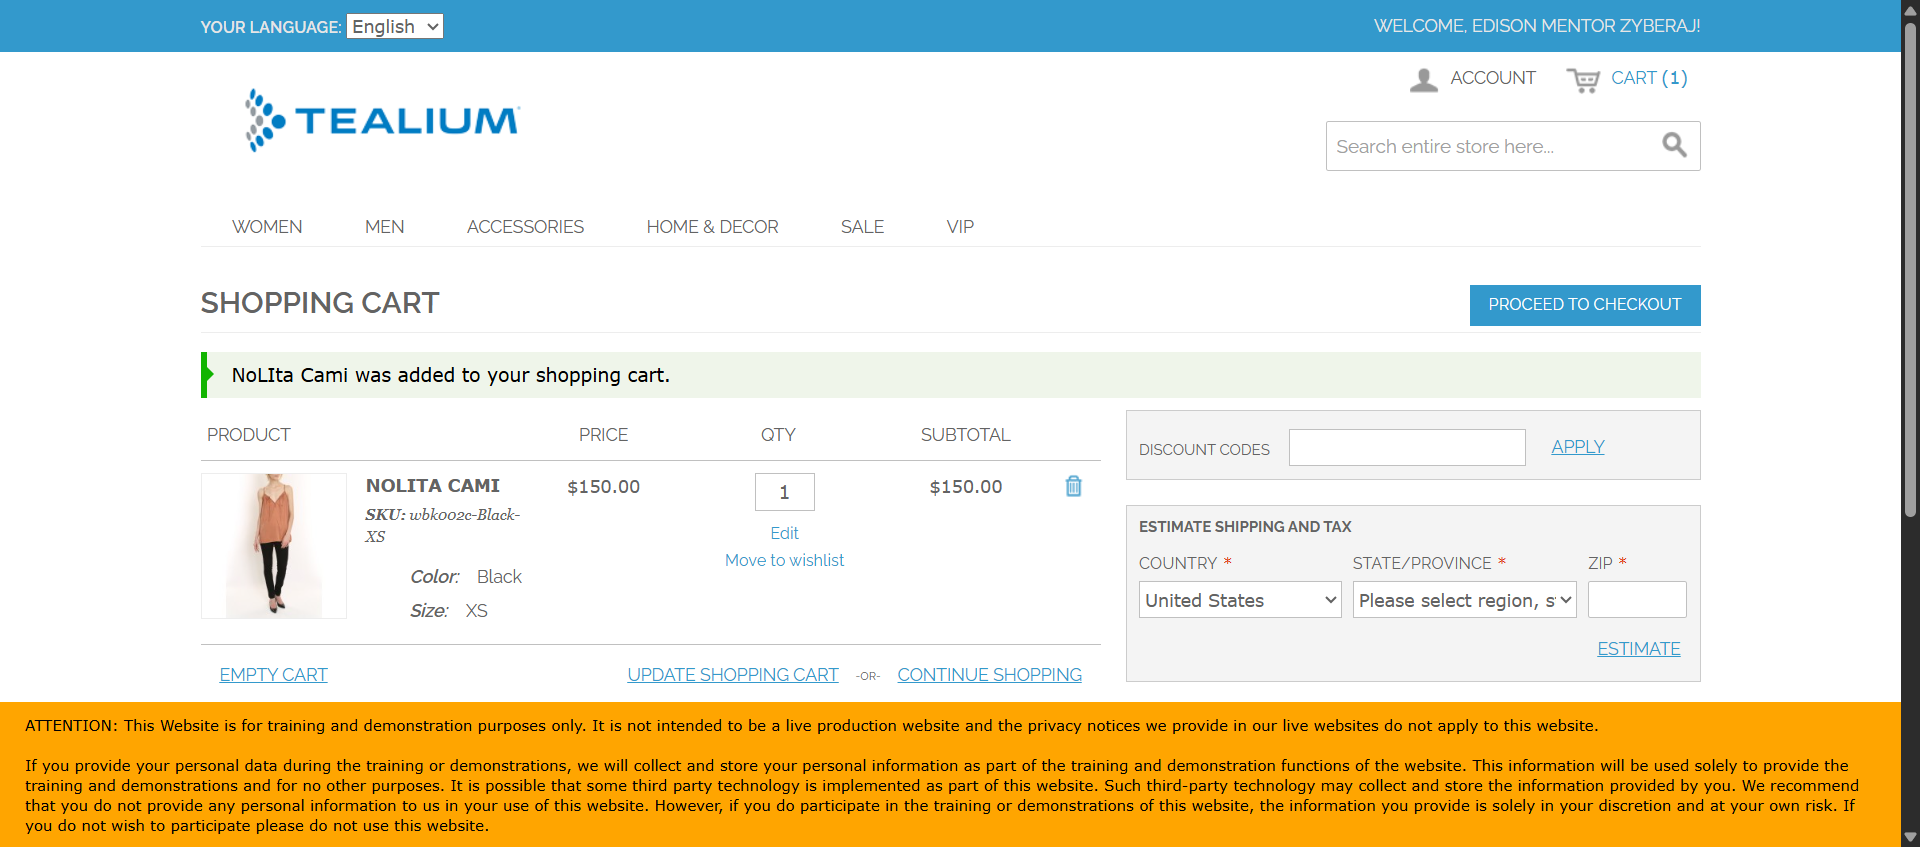 YOUR LANGUAGE: English
WELCOME, EDISON MENTOR ZYBERAJ!
ACCOUNT
CART (1)
TEALIUM
Search entire store here...
WOMEN
MEN
ACCESSORIES
HOME & DECOR
SALE
VIP
SHOPPING CART
PROCEED TO CHECKOUT
NoLIta Cami was added to your shopping cart.
PRODUCT
PRICE
QTY
SUBTOTAL
NOLITA CAMI
SKU: wbk002c-Black-
XS
Color: Black
Size: XS
$150.00
1
Edit
Move to wishlist
$150.00
EMPTY CART
UPDATE SHOPPING CART
-OR-
CONTINUE SHOPPING
DISCOUNT CODES
APPLY
ESTIMATE SHIPPING AND TAX
COUNTRY *
STATE/PROVINCE *
ZIP *
United States
Please select region, s
ESTIMATE
ATTENTION: This Website is for training and demonstration purposes only. It is not intended to be a live production website and the privacy notices we provide in our live websites do not apply to this website.
If you provide your personal data during the training or demonstrations, we will collect and store your personal information as part of the training and demonstration functions of the website. This information will be used solely to provide the
training and demonstrations and for no other purposes. It is possible that some third party technology is implemented as part of this website. Such third-party technology may collect and store the information provided by you. We recommend
that you do not provide any personal information to us in your use of this website. However, if you do participate in the training or demonstrations of this website, the information you provide is solely in your discretion and at your own risk. If
you do not wish to participate please do not use this website.